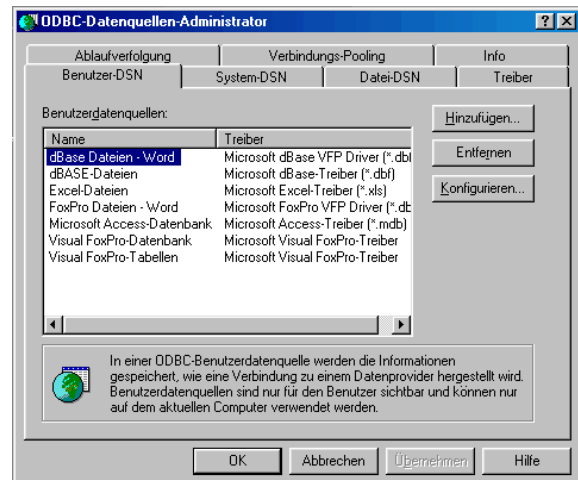 ODBC-Datenquellen-Administrator
Ablaufverfolgung Verbindungs-Pooling Info
Benutzer-DSN System-DSN Datei-DSN Treiber
Benutzerdatenquellen:
Name Treiber
dBase Dateien - Word Microsoft dBase VFP Driver (*.dbf
dBASE-Dateien Microsoft dBase-Treiber (*.dbf)
Excel-Dateien Microsoft Excel-Treiber (*.xls)
FoxPro Dateien - Word Microsoft FoxPro VFP Driver (*.db
Microsoft Access-Datenbank Microsoft Access-Treiber (*.mdb)
Visual FoxPro-Datenbank Microsoft Visual FoxPro-Treiber
Visual FoxPro-Tabellen Microsoft Visual FoxPro-Treiber
Hinzufügen...
Entfernen
Konfigurieren...
In einer ODBC-Benutzerdatenquelle werden die Informationen
gespeichert, wie eine Verbindung zu einem Datenprovider hergestellt wird.
Benutzerdatenquellen sind nur für den Benutzer sichtbar und können nur
auf dem aktuellen Computer verwendet werden.
OK Abbrechen Übernehmen Hilfe